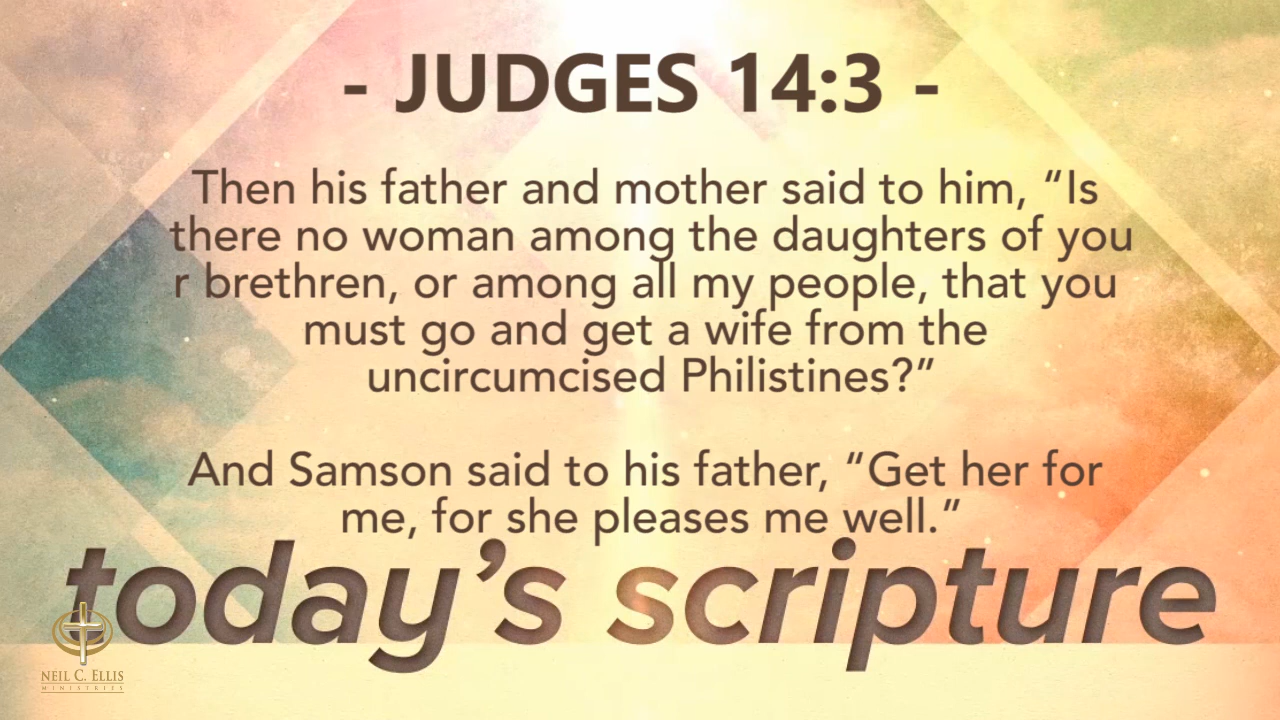 - JUDGES 14:3 -
Then his father and mother said to him, “Is
there no woman among the daughters of you
r brethren, or among all my people, that you
must go and get a wife from the
uncircumcised Philistines?”
And Samson said to his father, “Get her for
me, for she pleases me well.”
today’s scripture
NEIL C. ELLIS
MINISTRIES